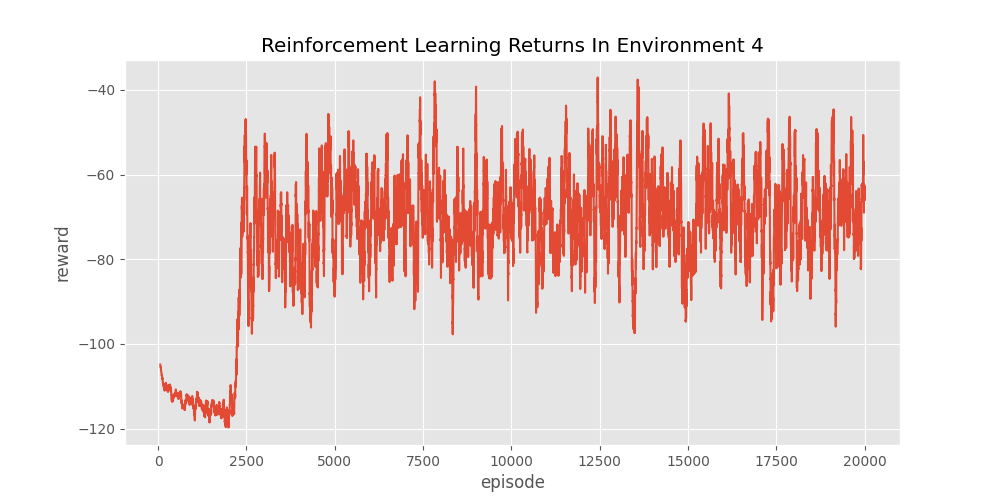 Reinforcement Learning Returns In Environment 4
−40
−60
−80
−100
−120
reward
0 2500 5000 7500 10000 12500 15000 17500 20000
episode